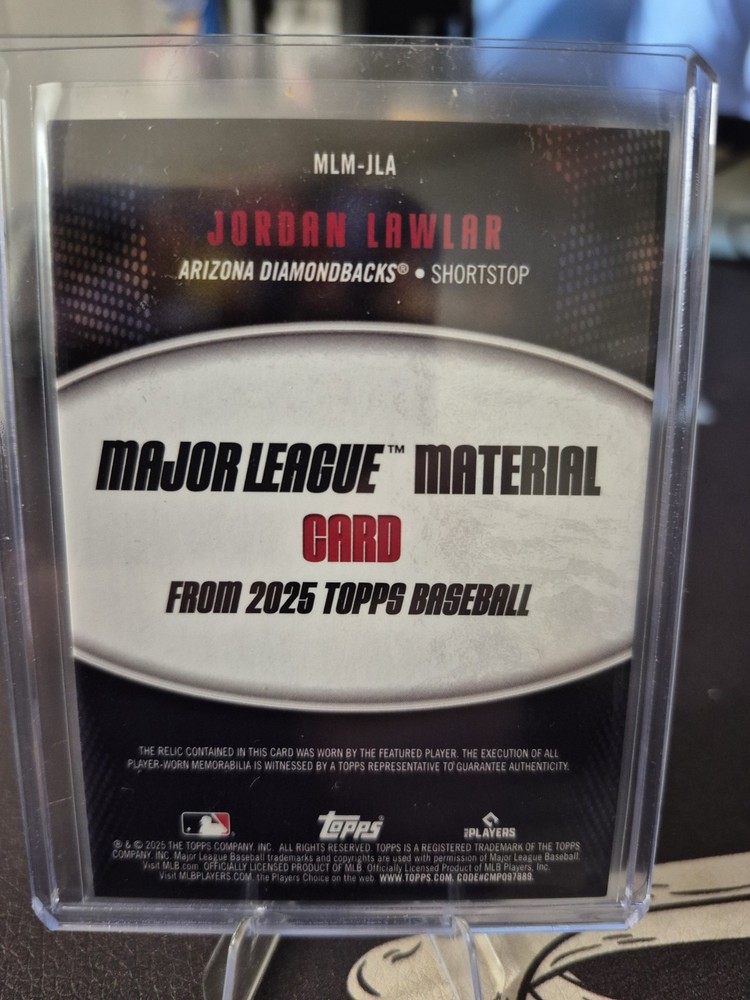 MLM-JLA
JORDAN LAWLAR
ARIZONA DIAMONDBACKS® • SHORTSTOP
MAJOR LEAGUE™ MATERIAL
CARD
FROM 2025 TOPPS BASEBALL
THE RELIC CONTAINED IN THIS CARD WAS WORN BY THE FEATURED PLAYER. THE EXECUTION OF ALL
PLAYER-WORN MEMORABILIA IS WITNESSED BY A TOPPS REPRESENTATIVE TO GUARANTEE AUTHENTICITY.
Topps
PLAYERS
® & © 2025 THE TOPPS COMPANY, INC. ALL RIGHTS RESERVED. TOPPS IS A REGISTERED TRADEMARK OF THE TOPPS
COMPANY, INC. Major League Baseball trademarks and copyrights are used with permission of Major League Baseball.
Visit MLB.com. OFFICIALLY LICENSED PRODUCT OF MLB Officially Licensed Product of MLB Players, Inc.
Visit MLBPLAYERS.COM, the Players Choice on the web. WWW.TOPPS.COM. CODE#CMP097888.